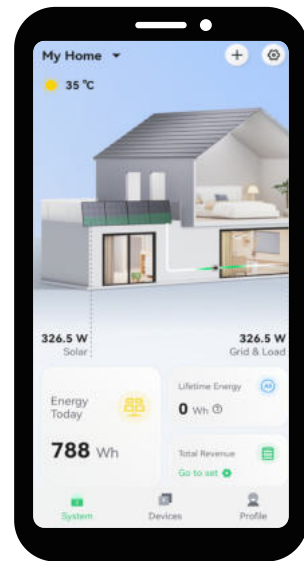 My Home
35 °C
326.5 W
Solar
326.5 W
Grid & Load
Energy
Today
788 Wh
Lifetime Energy
0 Wh
Total Revenue
Go to set
System
Devices
Profile